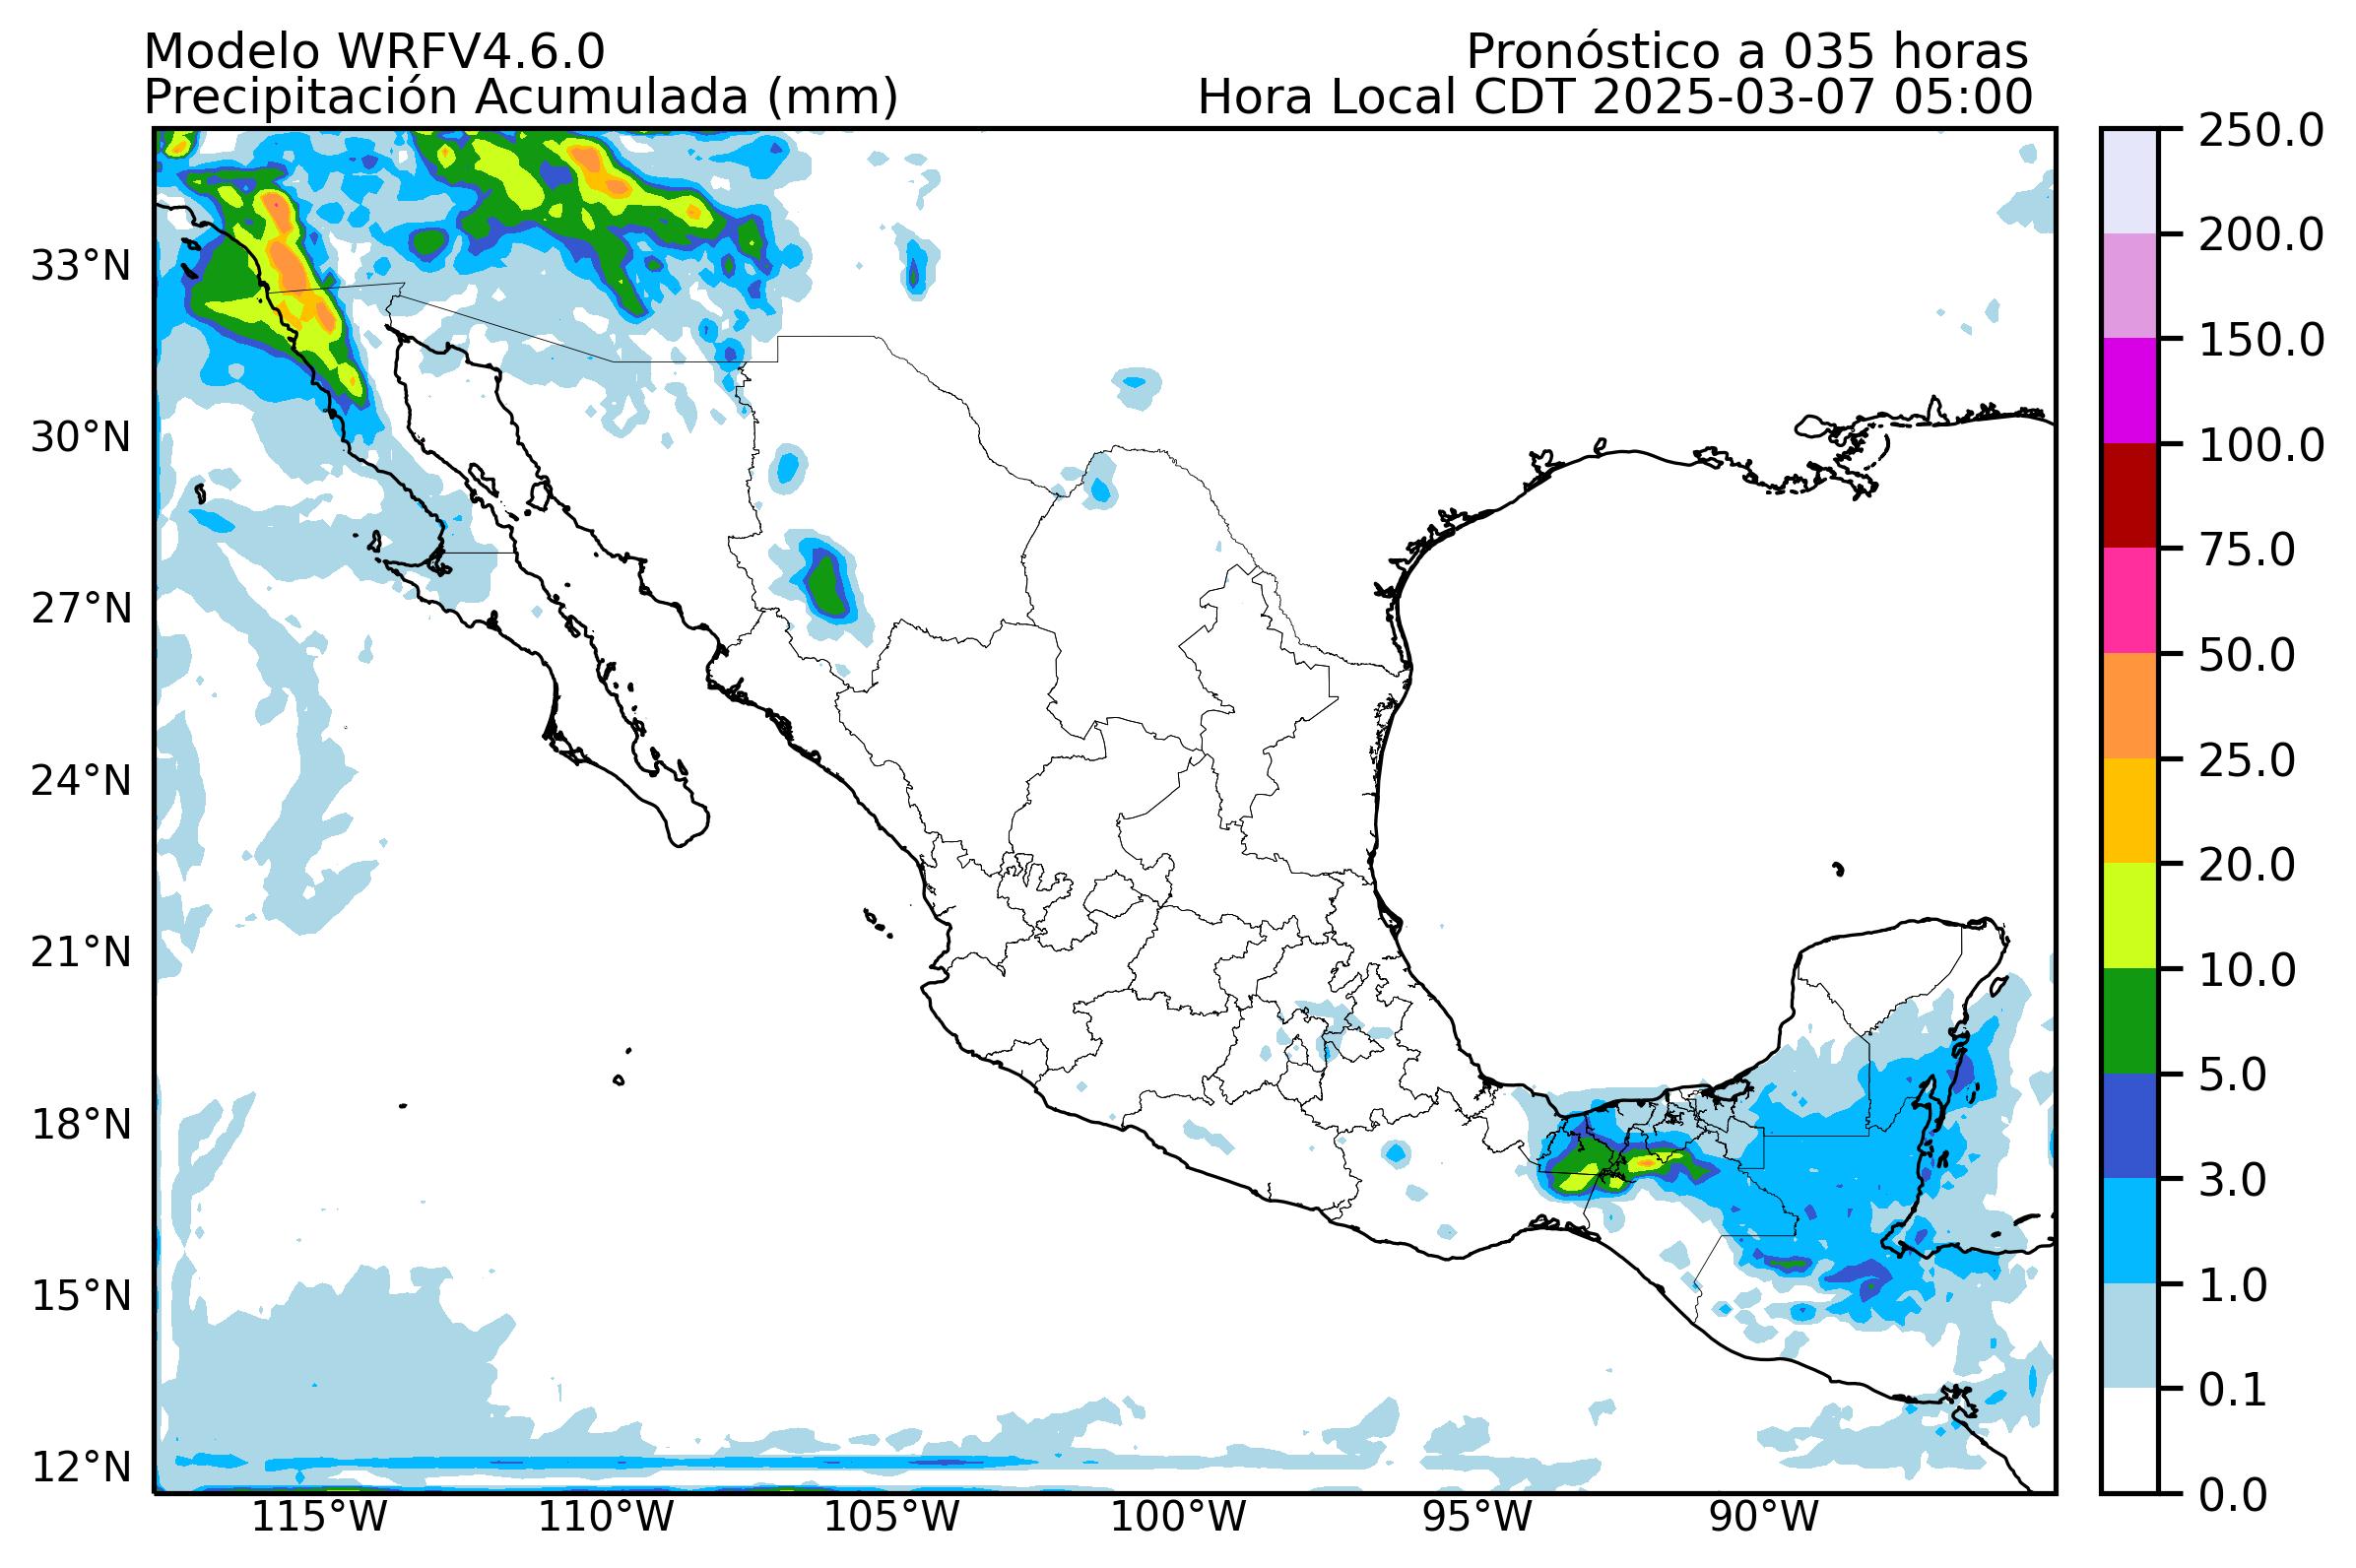 Modelo WRFV4.6.0
Pronóstico a 035 horas
Precipitación Acumulada (mm)
Hora Local CDT 2025-03-07 05:00
33°N
30°N
27°N
24°N
21°N
18°N
15°N
12°N
115°W
110°W
105°W
100°W
95°W
90°W
250.0
200.0
150.0
100.0
75.0
50.0
25.0
20.0
10.0
5.0
3.0
1.0
0.1
0.0